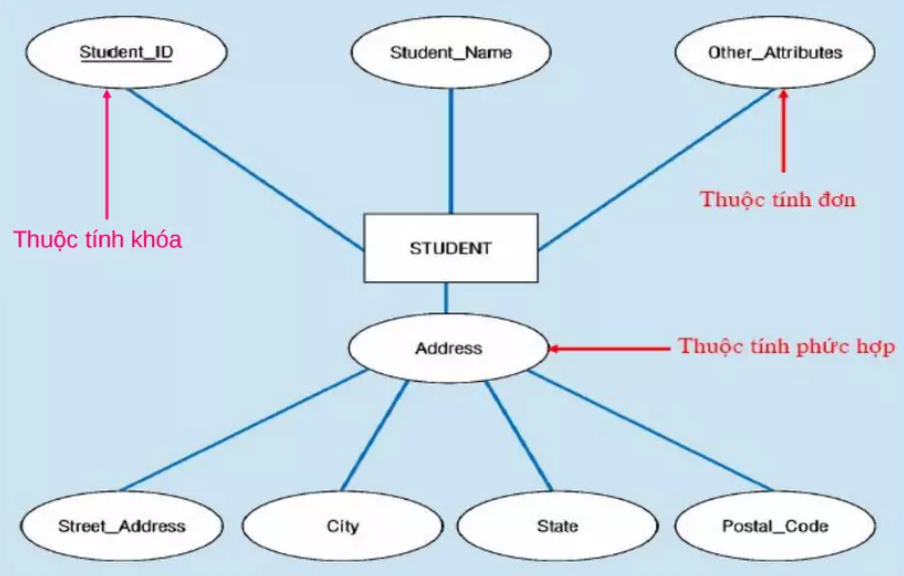 Student_ID
Student_Name
Other_Attributes
Thuộc tính đơn
Thuộc tính khóa
STUDENT
Address
Thuộc tính phức hợp
Street_Address
City
State
Postal_Code